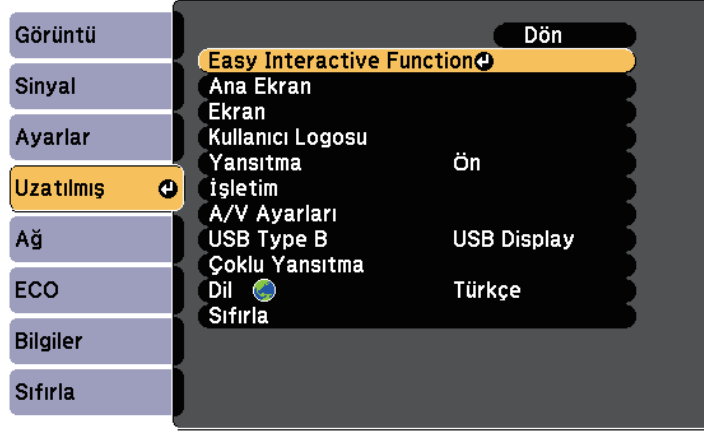 Görüntü
Sinyal
Ayarlar
Uzatılmış
Ağ
ECO
Bilgiler
Sıfırla
Dön
Easy Interactive Function
Ana Ekran
Ekran
Kullanıcı Logosu
Yansıtma Ön
İşletim
A/V Ayarları
USB Type B USB Display
Çoklu Yansıtma
Dil Türkçe
Sıfırla